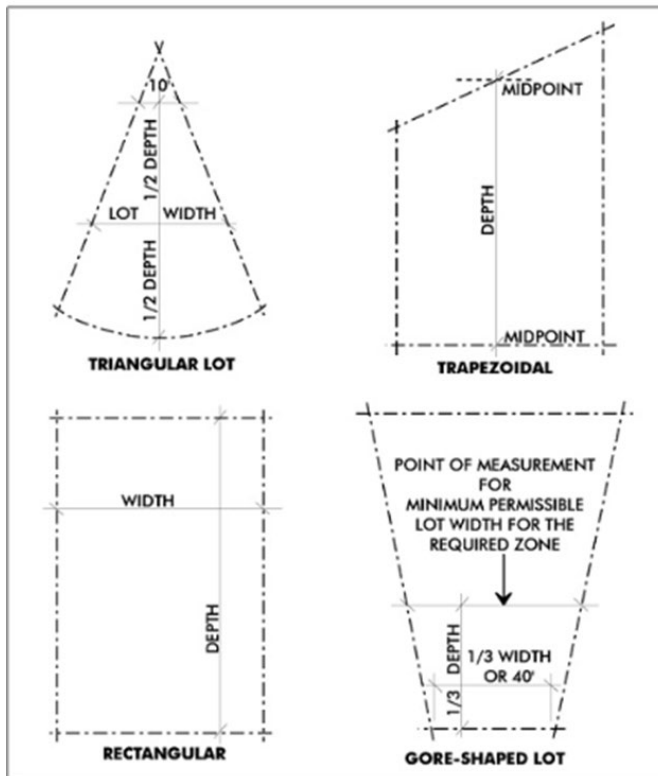 10'
1/2 DEPTH
LOT WIDTH
1/2 DEPTH
TRIANGULAR LOT
MIDPOINT
DEPTH
MIDPOINT
TRAPEZOIDAL
WIDTH
DEPTH
RECTANGULAR
POINT OF MEASUREMENT
FOR
MINIMUM PERMISSIBLE
LOT WIDTH FOR THE
REQUIRED ZONE
1/3 DEPTH
1/3 WIDTH
OR 40'
GORE-SHAPED LOT